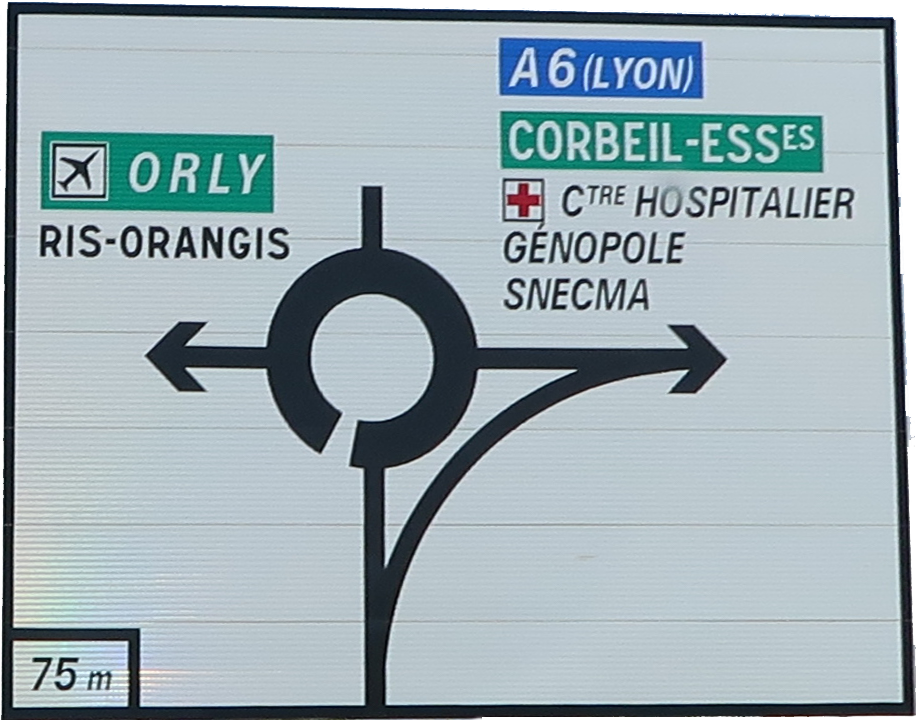 ORLY
RIS-ORANGIS
A6 (LYON)
CORBEIL-ESSES
CTRE HOSPITALIER
GÉNOPOLE
SNECMA
75 m